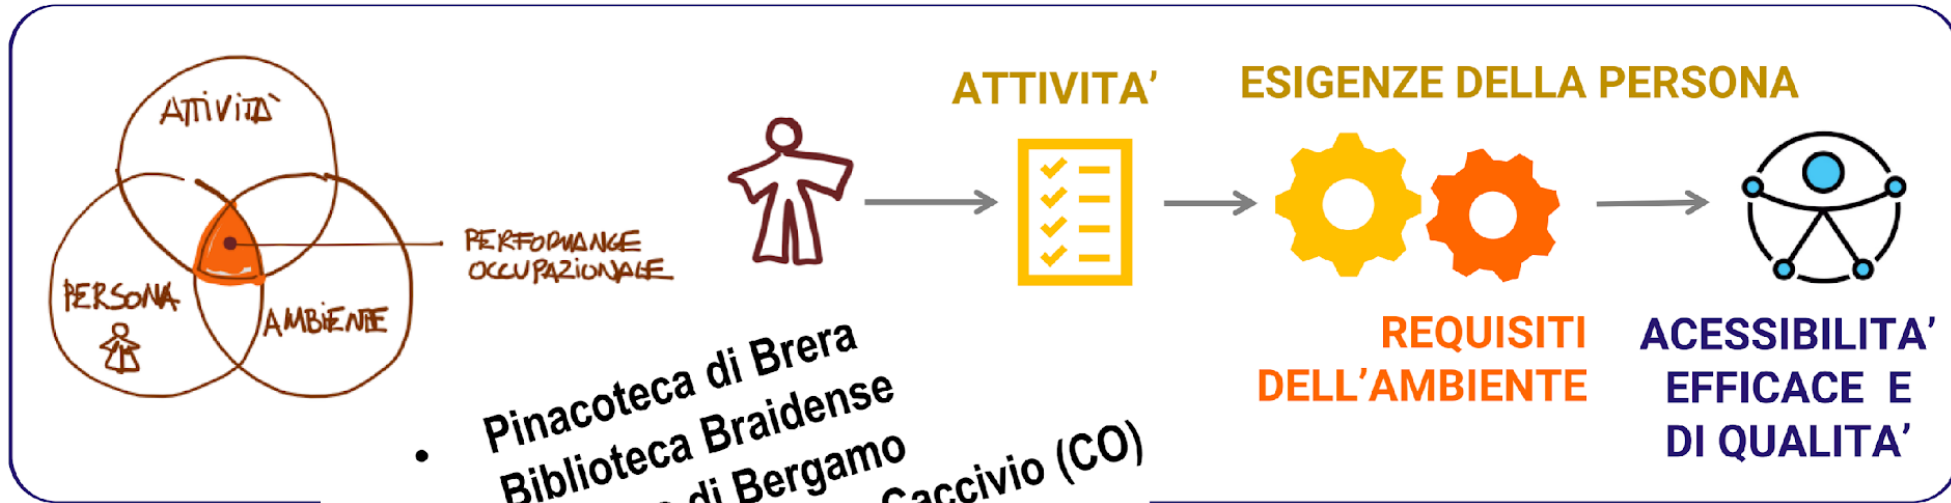 ATTIVITÀ
PERSONA
AMBIENTE
PERFORMANCE
OCCUPAZIONALE
ATTIVITA’
ESIGENZE DELLA PERSONA
REQUISITI
DELL’AMBIENTE
ACESSIBILITA’
EFFICACE E
DI QUALITA’
• Pinacoteca di Brera
Biblioteca Braidense
di Bergamo
Caccivio (CO)